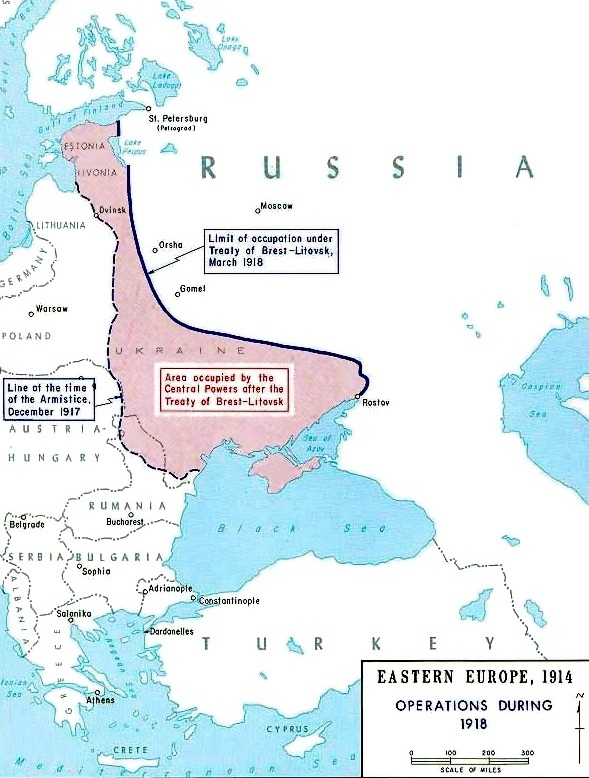 Lake Onega
Lake Ladoga
Gulf of Finland
St. Petersburg
(Petrograd)
ESTONIA
Lake Peipus
LIVONIA
RUSSIA
Baltic Sea
Dvinsk
Moscow
LITHUANIA
Limit of occupation under
Treaty of Brest-Litovsk,
March 1918
Orsha
GERMANY
Gomel
Warsaw
POLAND
UKRAINE
Area occupied by the
Central Powers after the
Treaty of Brest-Litovsk
Line at the time
of the Armistice,
December 1917
Caspian
Sea
Rostov
AUSTRIA-
HUNGARY
Sea of
Azov
RUMANIA
Belgrade
Bucharest
Black Sea
SERBIA
BULGARIA
Sophia
ALBANIA
Adrianople
Constantinople
Salonika
Dardanelles
TURKEY
GREECE
Aegean Sea
Ionian
Sea
Athens
CYPRUS
CRETE
Mediterranean Sea
EASTERN EUROPE, 1914
OPERATIONS DURING
1918
N
0 100 200 300
SCALE OF MILES